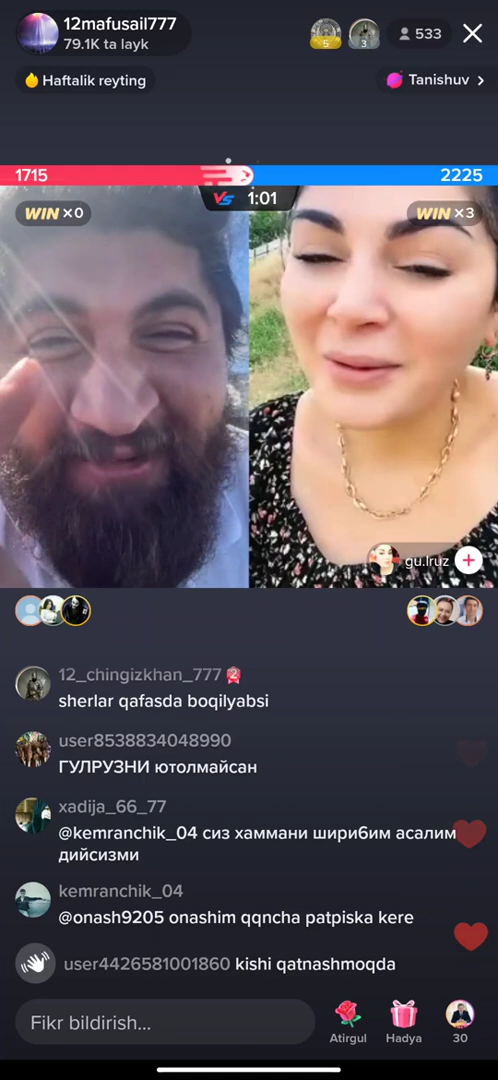 12mafusail777
79.1K ta layk
5
3
533
Haftalik reyting
Tanishuv
1715
2225
VS 1:01
WIN ×0
WIN ×3
gu.lruz
12_chingizkhan_777 2
sherlar qafasda boqilyabsi
user8538834048990
ГУЛРУЗНИ ютолмайсан
xadija_66_77
@kemranchik_04 сиз хаммани ширибим асалим
дийсизми
kemranchik_04
@onash9205 onashim qqncha patpiska kere
user4426581001860 kishi qatnashmoqda
Fikr bildirish...
Atirgul
Hadya
30